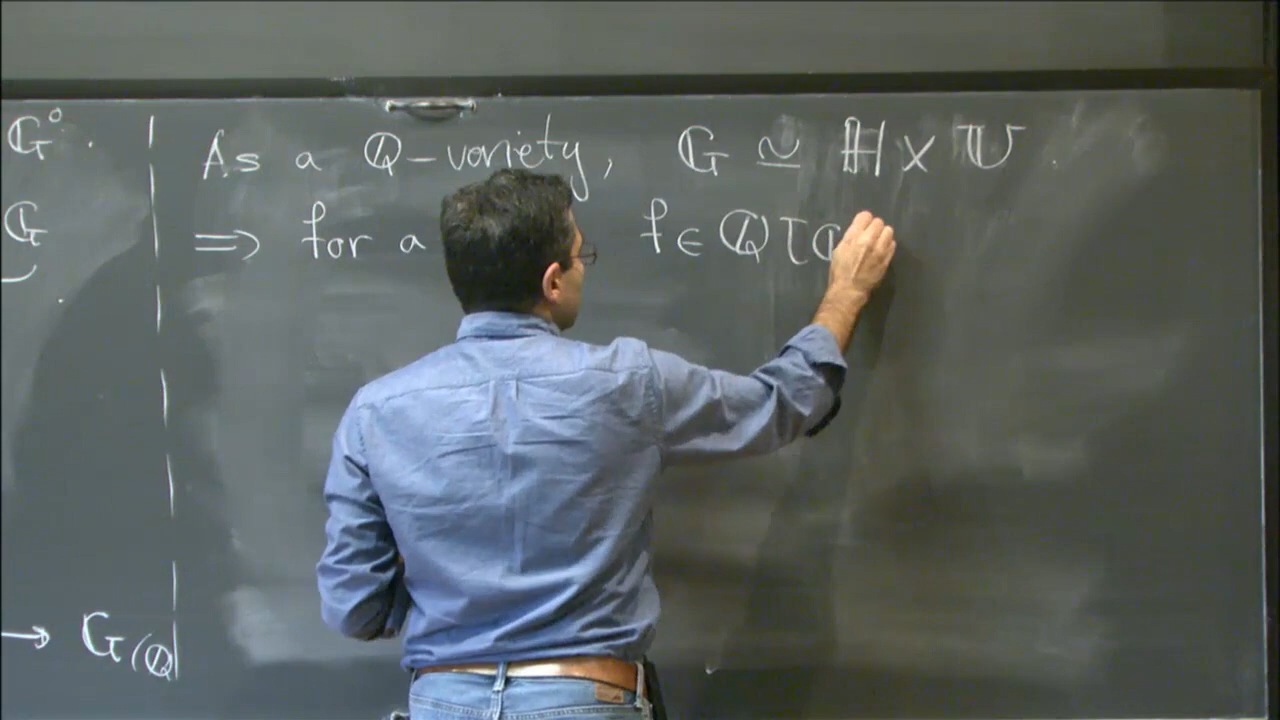 𝔾°.
As a ℚ-variety, 𝔾 ≃ ℍ × 𝕌.
𝔾
⟹ for a f ∈ ℚ[
→ 𝔾(ℚ)